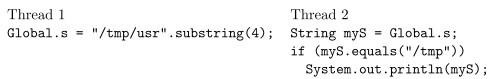 Thread 1
Global.s = "/tmp/usr".substring(4);
Thread 2
String myS = Global.s;
if (myS.equals("/tmp"))
  System.out.println(myS);